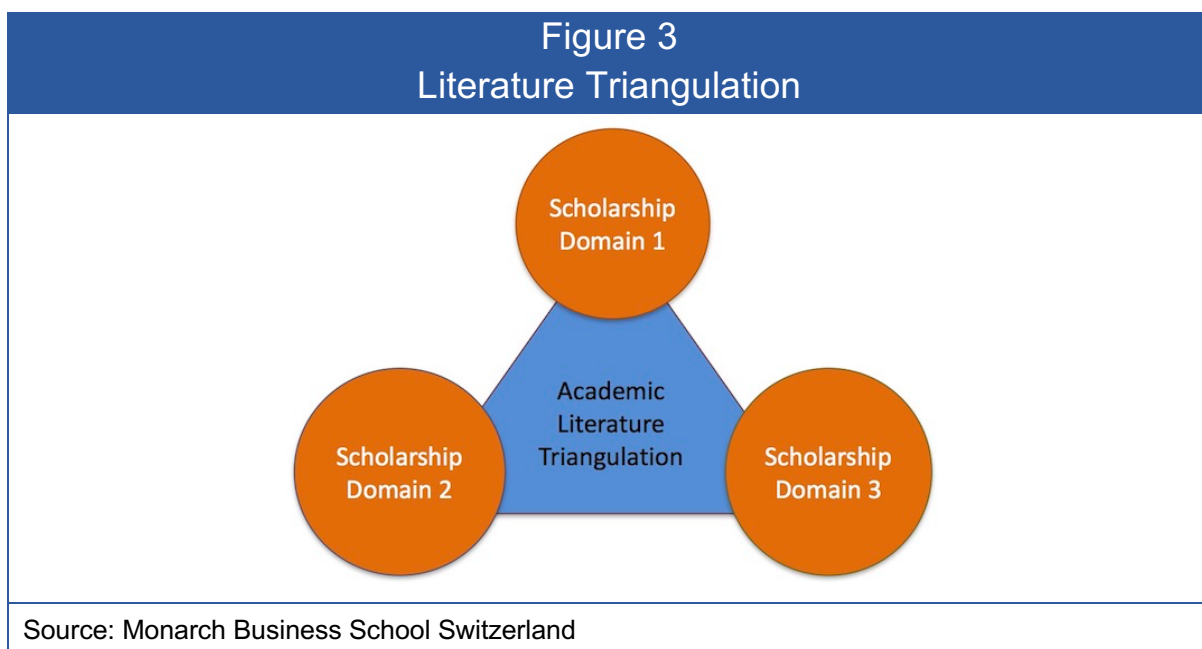 Figure 3
Literature Triangulation
Scholarship
Domain 1
Academic
Literature
Triangulation
Scholarship
Domain 2
Scholarship
Domain 3
Source: Monarch Business School Switzerland